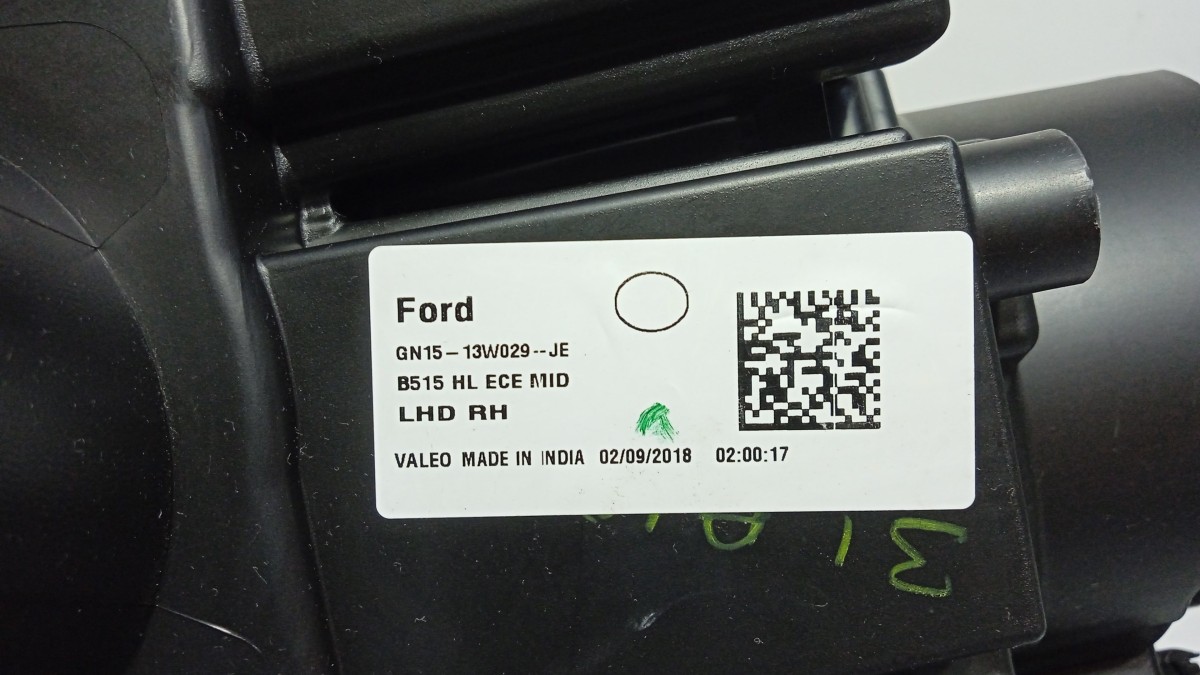 Ford
GN15-13W029--JE
B515 HL ECE MID
LHD RH
VALEO MADE IN INDIA 02/09/2018 02:00:17